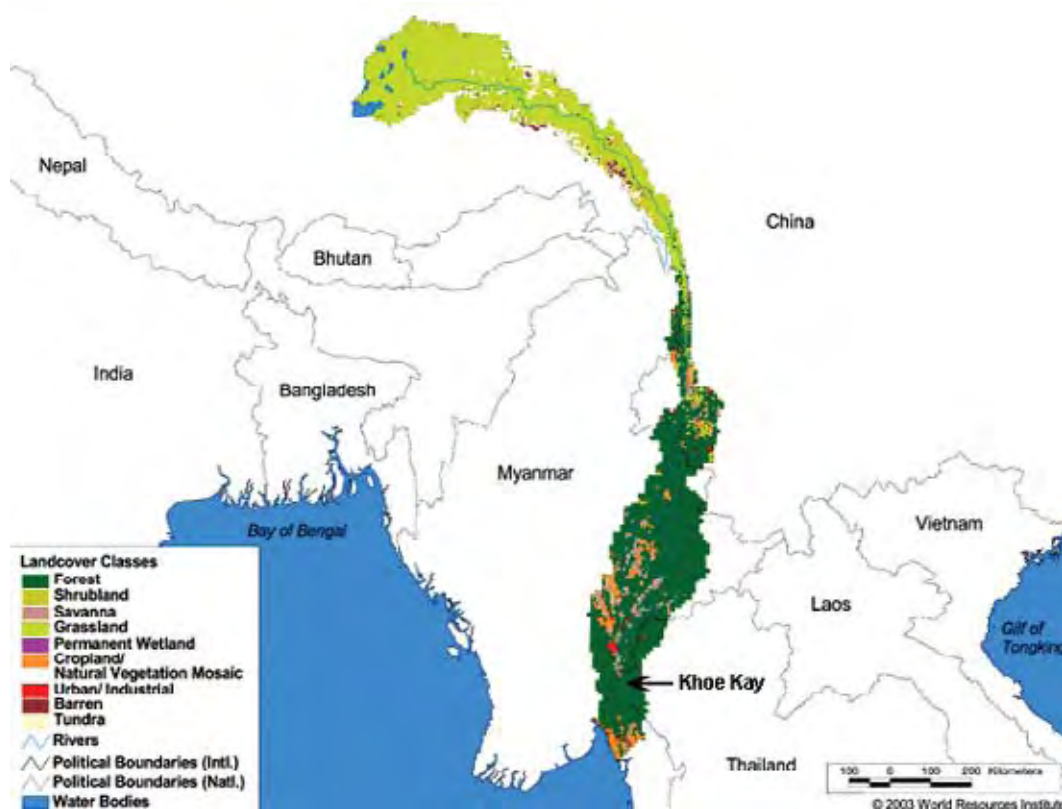 Nepal
China
Bhutan
India
Bangladesh
Myanmar
Vietnam
Bay of Bengal
Laos
Gilf of
Tongking
Khoe Kay
Thailand
Landcover Classes
Forest
Shrubland
Savanna
Grassland
Permanent Wetland
Cropland/
Natural Vegetation Mosaic
Urban/ Industrial
Barren
Tundra
Rivers
Political Boundaries (Intl.)
Political Boundaries (Natl.)
Water Bodies
100 0 100 200 Kilometers
© 2003 World Resources Institu